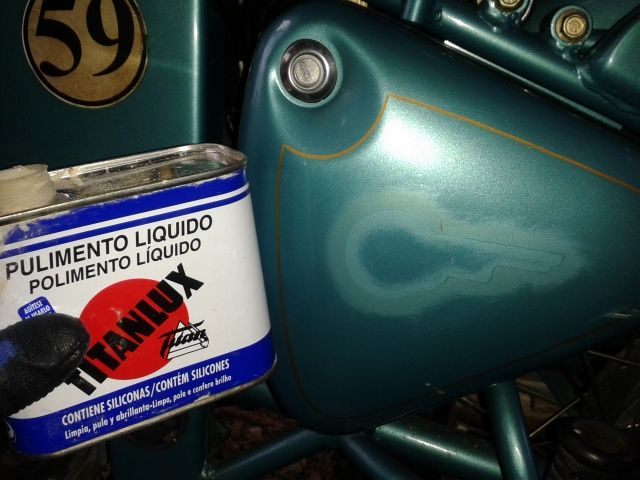 59
PULIMENTO LIQUIDO
POLIMENTO LÍQUIDO
TITANLUX
Titan
CONTIENE SILICONAS/CONTÉM SILICONES
Limpia, pule y abrillanta-Limpa, pole e confere brilho